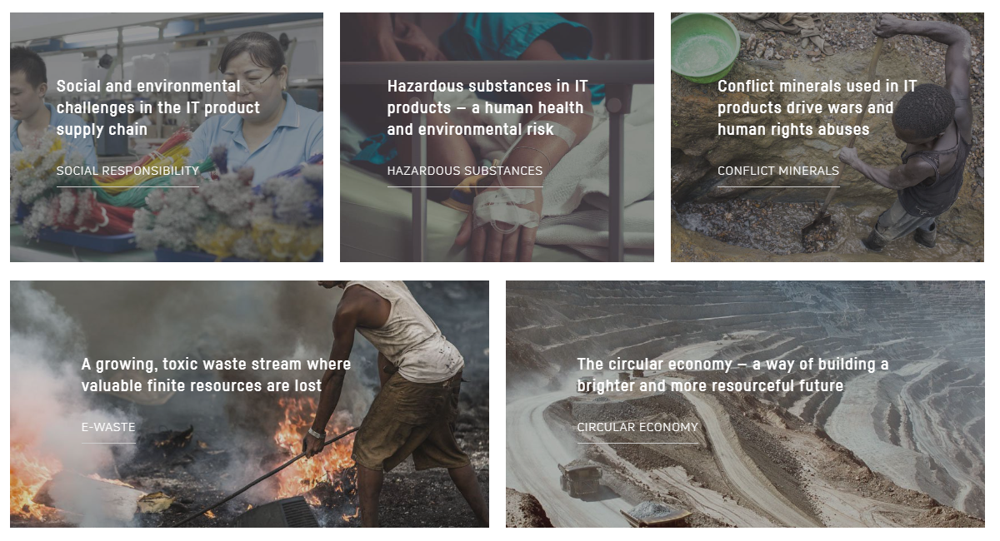 Social and environmental
challenges in the IT product
supply chain
SOCIAL RESPONSIBILITY
Hazardous substances in IT
products – a human health
and environmental risk
HAZARDOUS SUBSTANCES
Conflict minerals used in IT
products drive wars and
human rights abuses
CONFLICT MINERALS
A growing, toxic waste stream where
valuable finite resources are lost
E-WASTE
The circular economy – a way of building a
brighter and more resourceful future
CIRCULAR ECONOMY